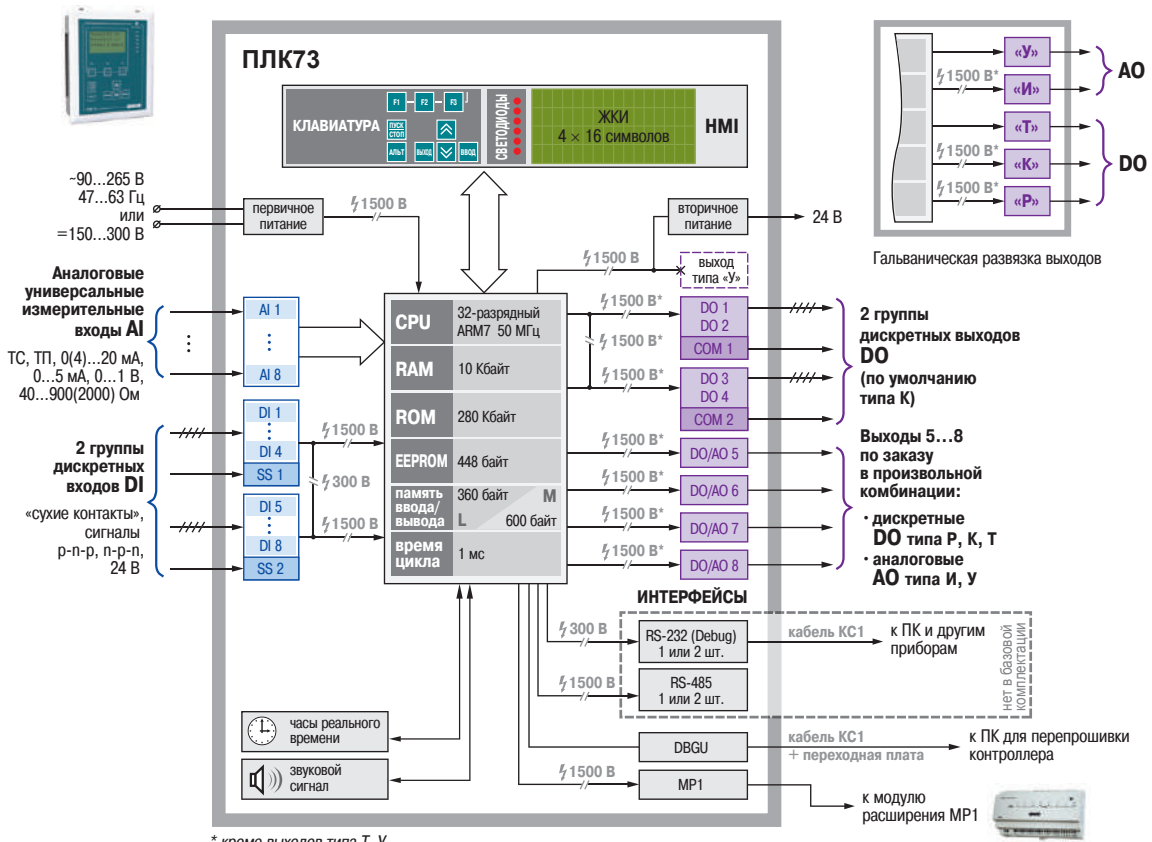 ПЛК73
КЛАВИАТУРА
F1
F2
F3
ПУСК
СТОП
АЛЬТ
ВЫХОД
ВВОД
СВЕТОДИОДЫ
ЖКИ
4 × 16 символов
HMI
~90...265 В
47...63 Гц
или
=150...300 В
первичное
питание
1500 В
вторичное
питание
24 В
1500 В
выход
типа «У»
Аналоговые
универсальные
измерительные
входы AI
ТС, ТП, 0(4)...20 мА,
0...5 мА, 0...1 В,
40...900(2000) Ом
AI 1
AI 8
2 группы
дискретных
входов DI
«сухие контакты»,
сигналы
p-n-p, n-p-n,
24 В
DI 1
DI 4
SS 1
DI 5
DI 8
SS 2
1500 В
300 В
1500 В
CPU
32-разрядный
ARM7 50 МГц
RAM
10 Кбайт
ROM
280 Кбайт
EEPROM
448 байт
память
ввода/
вывода
360 байт
M
L
600 байт
время
цикла
1 мс
1500 В*
1500 В*
1500 В*
DO 1
DO 2
COM 1
DO 3
DO 4
COM 2
2 группы
дискретных выходов
DO
(по умолчанию
типа К)
1500 В*
DO/AO 5
1500 В*
DO/AO 6
1500 В*
DO/AO 7
1500 В*
DO/AO 8
Выходы 5...8
по заказу
в произвольной
комбинации:
· дискретные
DO типа Р, К, Т
· аналоговые
AO типа И, У
ИНТЕРФЕЙСЫ
300 В
RS-232 (Debug)
1 или 2 шт.
кабель КС1
к ПК и другим
приборам
1500 В
RS-485
1 или 2 шт.
нет в базовой
комплектации
DBGU
кабель КС1
+ переходная плата
к ПК для перепрошивки
контроллера
1500 В
МР1
к модулю
расширения МР1
часы реального
времени
звуковой
сигнал
«У»
1500 В*
«И»
AO
«Т»
1500 В*
«К»
1500 В*
«Р»
DO
Гальваническая развязка выходов
* кроме выходов типа Т, У